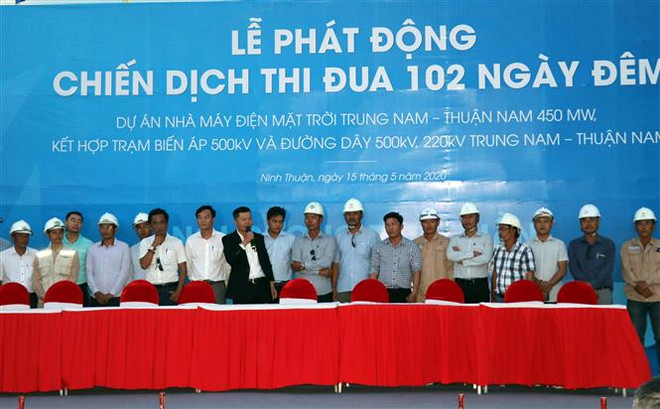 LỄ PHÁT ĐỘNG
CHIẾN DỊCH THI ĐUA 102 NGÀY ĐÊM
DỰ ÁN NHÀ MÁY ĐIỆN MẶT TRỜI TRUNG NAM – THUẬN NAM 450 MW,
KẾT HỢP TRẠM BIẾN ÁP 500kV VÀ ĐƯỜNG DÂY 500kV, 220kV TRUNG NAM – THUẬN NAM
Ninh Thuận, ngày 15 tháng 5 năm 2020